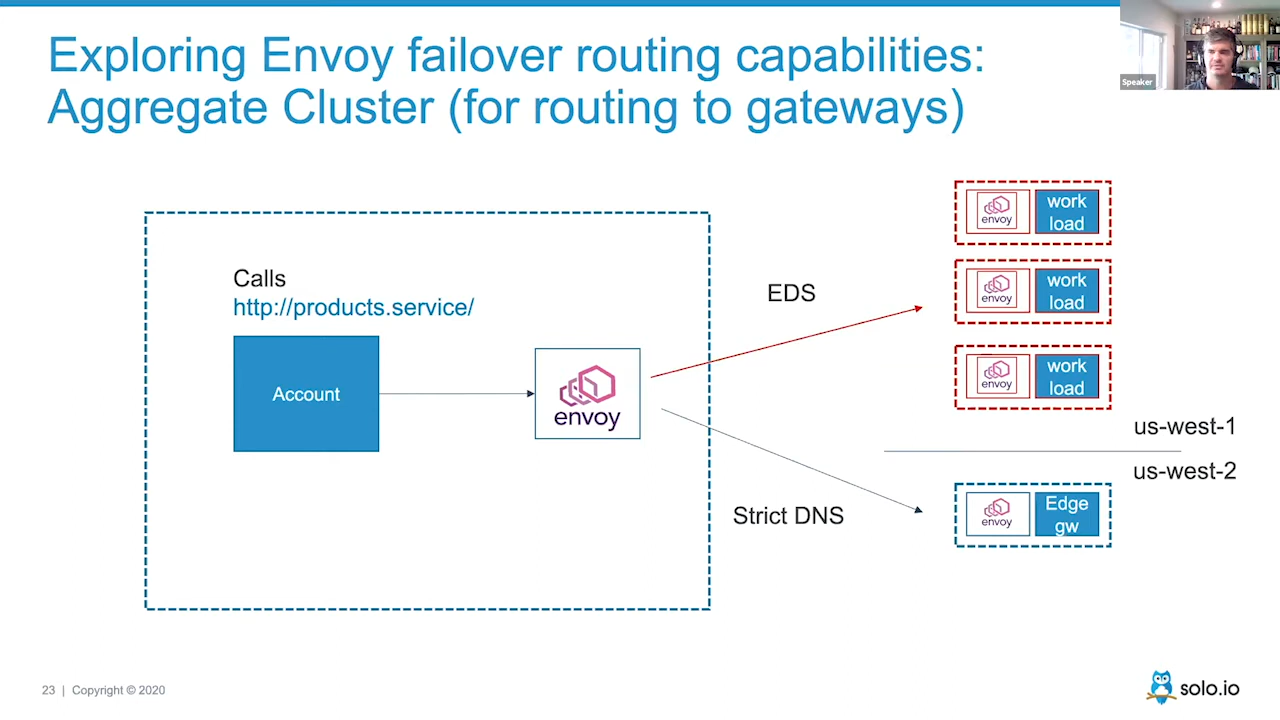 Exploring Envoy failover routing capabilities:
Aggregate Cluster (for routing to gateways)
Speaker
Calls
http://products.service/
Account
envoy
EDS
Strict DNS
envoy
work
load
envoy
work
load
envoy
work
load
us-west-1
us-west-2
envoy
Edge
gw
23 | Copyright © 2020
solo.io